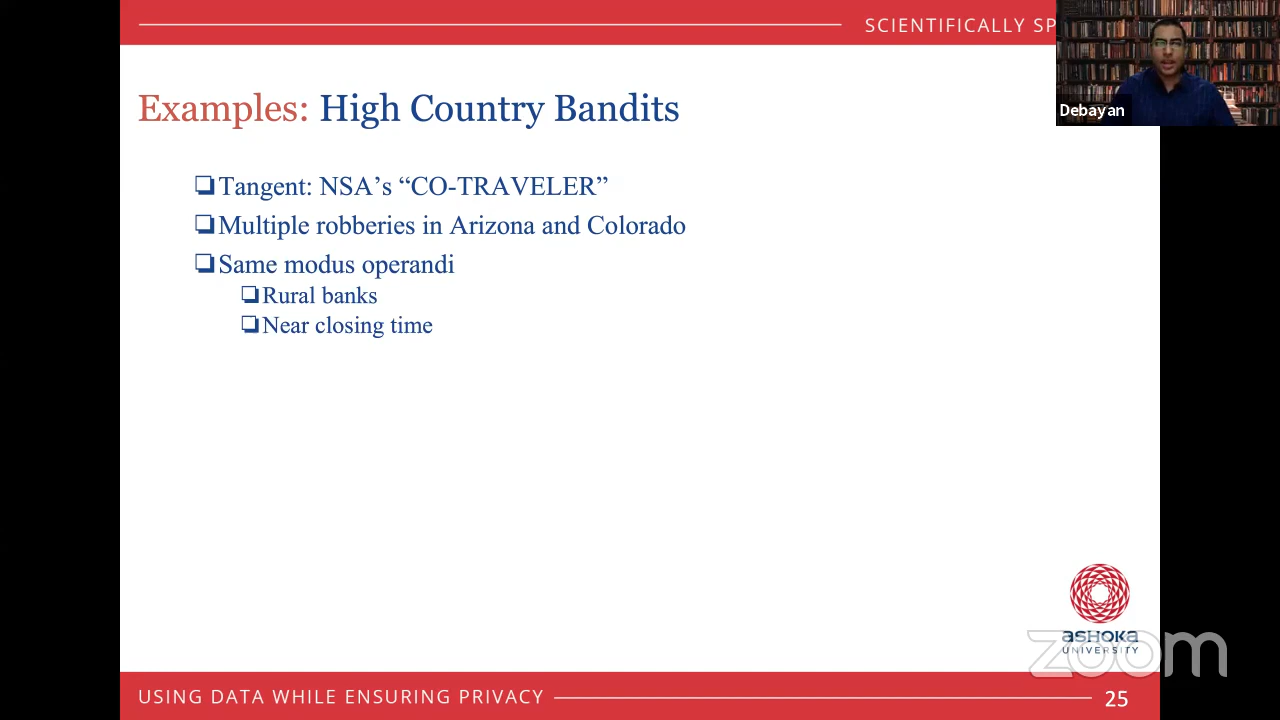 SCIENTIFICALLY SP
Debayan
Examples: High Country Bandits
❏Tangent: NSA’s “CO-TRAVELER”
❏Multiple robberies in Arizona and Colorado
❏Same modus operandi
❏Rural banks
❏Near closing time
ASHOKA
UNIVERSITY
zoom
USING DATA WHILE ENSURING PRIVACY
25